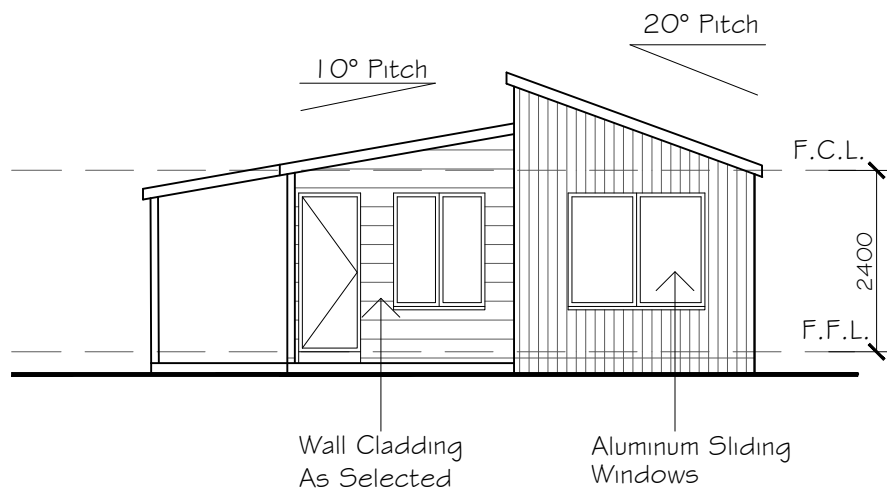 20° Pitch
10° Pitch
F.C.L.
2400
F.F.L.
Wall Cladding
As Selected
Aluminum Sliding
Windows